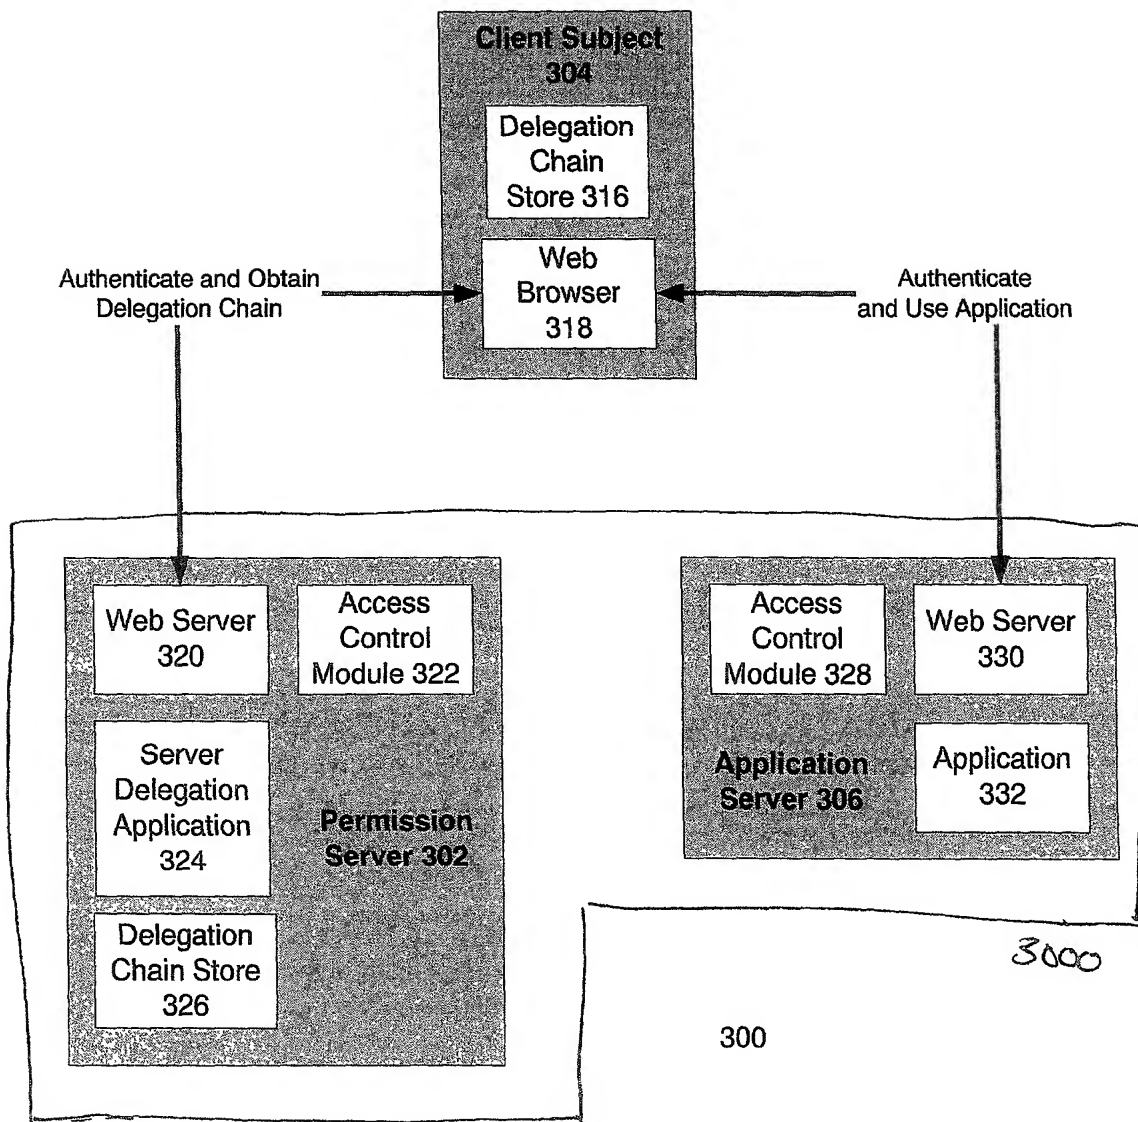 Client Subject
304
Delegation
Chain
Store 316
Web
Browser
318
Authenticate and Obtain
Delegation Chain
Authenticate
and Use Application
Web Server
320
Access
Control
Module 322
Server
Delegation
Application
324
Permission
Server 302
Delegation
Chain Store
326
Access
Control
Module 328
Web Server
330
Application
Server 306
Application
332
3000
300